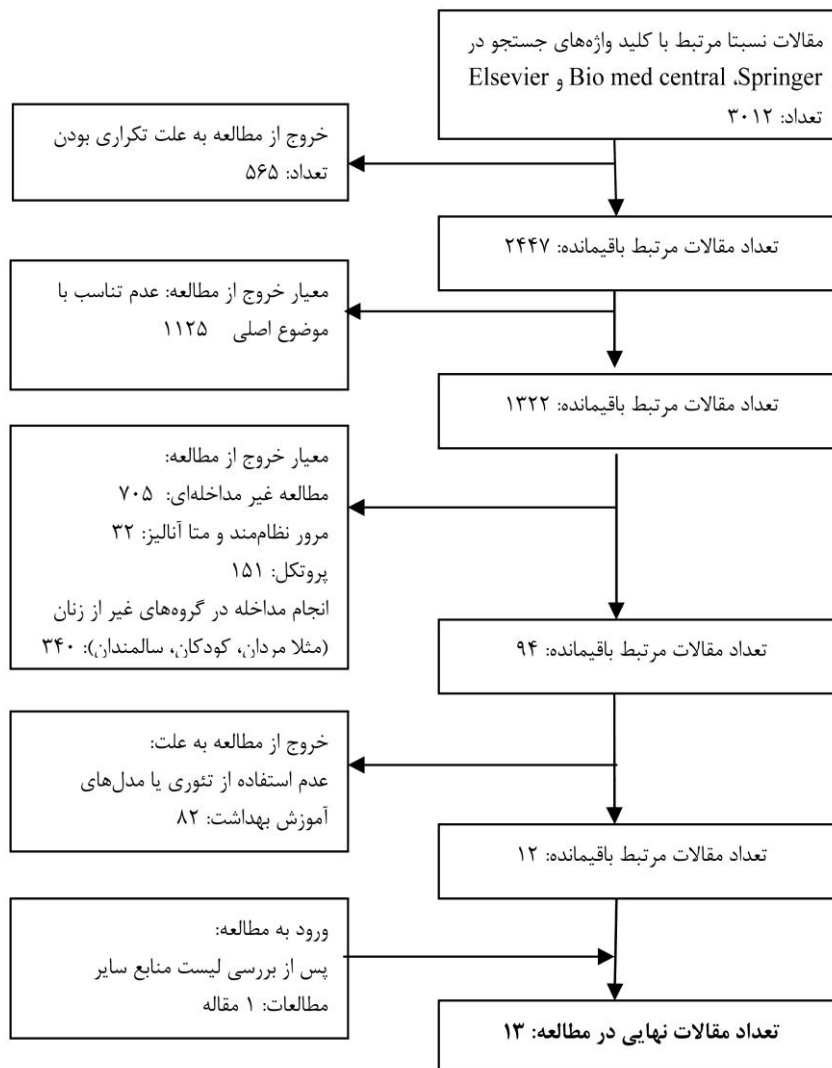 مقالات نسبتا مرتبط با کلید واژه‌های جستجو در
Bio med central ،Springer و Elsevier
تعداد: ۳۰۱۲
خروج از مطالعه به علت تکراری بودن
تعداد: ۵۶۵
تعداد مقالات مرتبط باقیمانده: ۲۴۴۷
معیار خروج از مطالعه: عدم تناسب با
موضوع اصلی ۱۱۲۵
تعداد مقالات مرتبط باقیمانده: ۱۳۲۲
معیار خروج از مطالعه:
مطالعه غیر مداخله‌ای: ۷۰۵
مرور نظام‌مند و متا آنالیز: ۳۲
پروتکل: ۱۵۱
انجام مداخله در گروه‌های غیر از زنان
(مثلا مردان، کودکان، سالمندان): ۳۴۰
تعداد مقالات مرتبط باقیمانده: ۹۴
خروج از مطالعه به علت:
عدم استفاده از تئوری یا مدل‌های
آموزش بهداشت: ۸۲
تعداد مقالات مرتبط باقیمانده: ۱۲
ورود به مطالعه:
پس از بررسی لیست منابع سایر
مطالعات: ۱ مقاله
تعداد مقالات نهایی در مطالعه: ۱۳